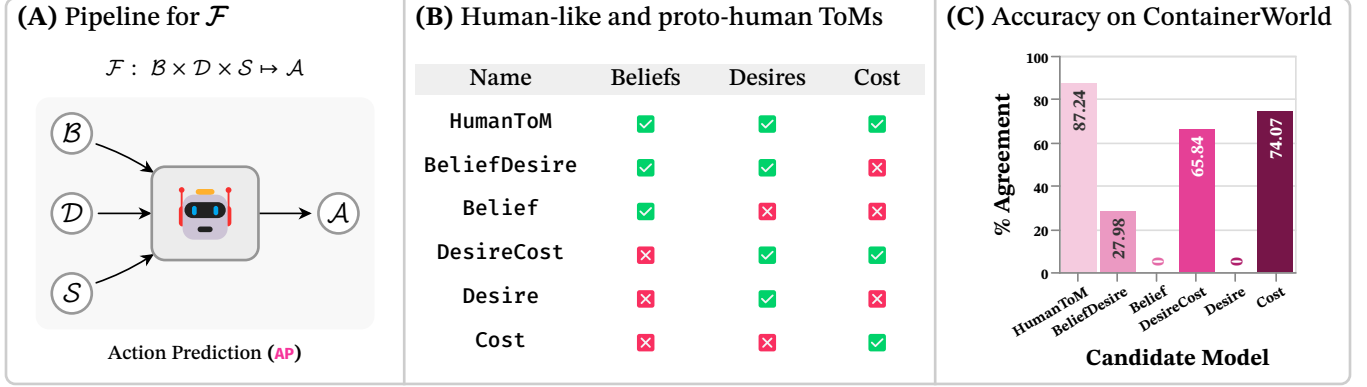 (A) Pipeline for 𝓕
𝓕 : 𝓑 × 𝓓 × 𝓢 ↦ 𝓐
𝓑
𝓓
𝓢
𝓐
Action Prediction (AP)
(B) Human-like and proto-human ToMs
Name Beliefs Desires Cost
HumanToM ✓ ✓ ✓
BeliefDesire ✓ ✓ ✕
Belief ✓ ✕ ✕
DesireCost ✕ ✓ ✓
Desire ✕ ✓ ✕
Cost ✕ ✕ ✓
(C) Accuracy on ContainerWorld
% Agreement
100
80
60
40
20
0
87.24
27.98
0
65.84
0
74.07
HumanToM
BeliefDesire
Belief
DesireCost
Desire
Cost
Candidate Model